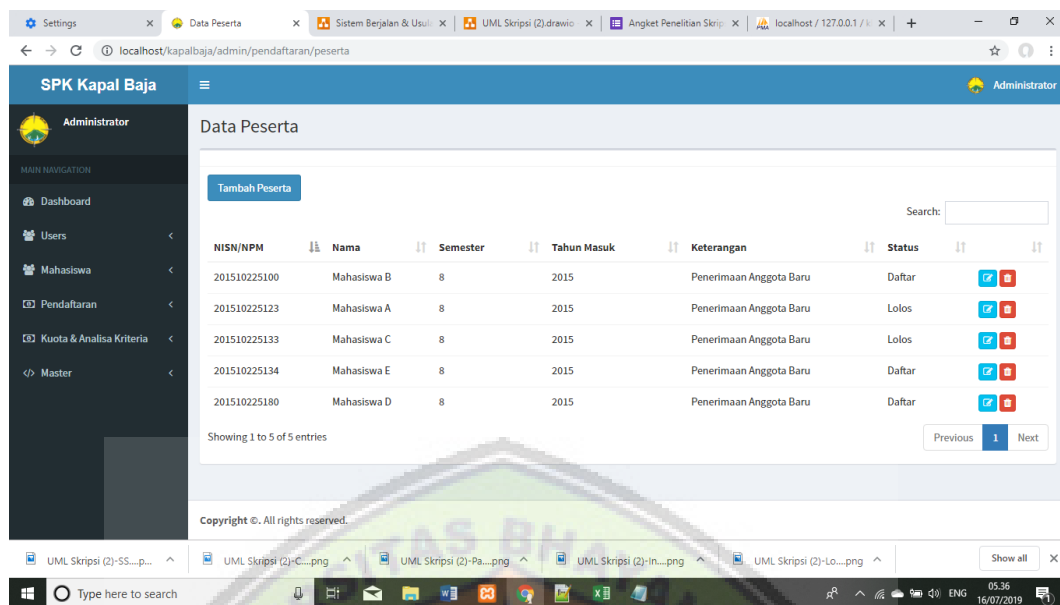 Settings
Data Peserta
Sistem Berjalan & Usul
UML Skripsi (2).drawio
Angket Penelitian Skrip
localhost / 127.0.0.1 / k
localhost/kapalbaja/admin/pendaftaran/peserta
SPK Kapal Baja
Administrator
Administrator
Data Peserta
MAIN NAVIGATION
Dashboard
Users
Mahasiswa
Pendaftaran
Kuota & Analisa Kriteria
Master
Tambah Peserta
Search:
NISN/NPM Nama Semester Tahun Masuk Keterangan Status
201510225100 Mahasiswa B 8 2015 Penerimaan Anggota Baru Daftar
201510225123 Mahasiswa A 8 2015 Penerimaan Anggota Baru Lolos
201510225133 Mahasiswa C 8 2015 Penerimaan Anggota Baru Lolos
201510225134 Mahasiswa E 8 2015 Penerimaan Anggota Baru Daftar
201510225180 Mahasiswa D 8 2015 Penerimaan Anggota Baru Daftar
Showing 1 to 5 of 5 entries
Previous 1 Next
Copyright ©. All rights reserved.
UML Skripsi (2)-SS....p...
UML Skripsi (2)-C....png
UML Skripsi (2)-Pa....png
UML Skripsi (2)-In....png
UML Skripsi (2)-Lo....png
Show all
Type here to search
ENG
05.36
16/07/2019